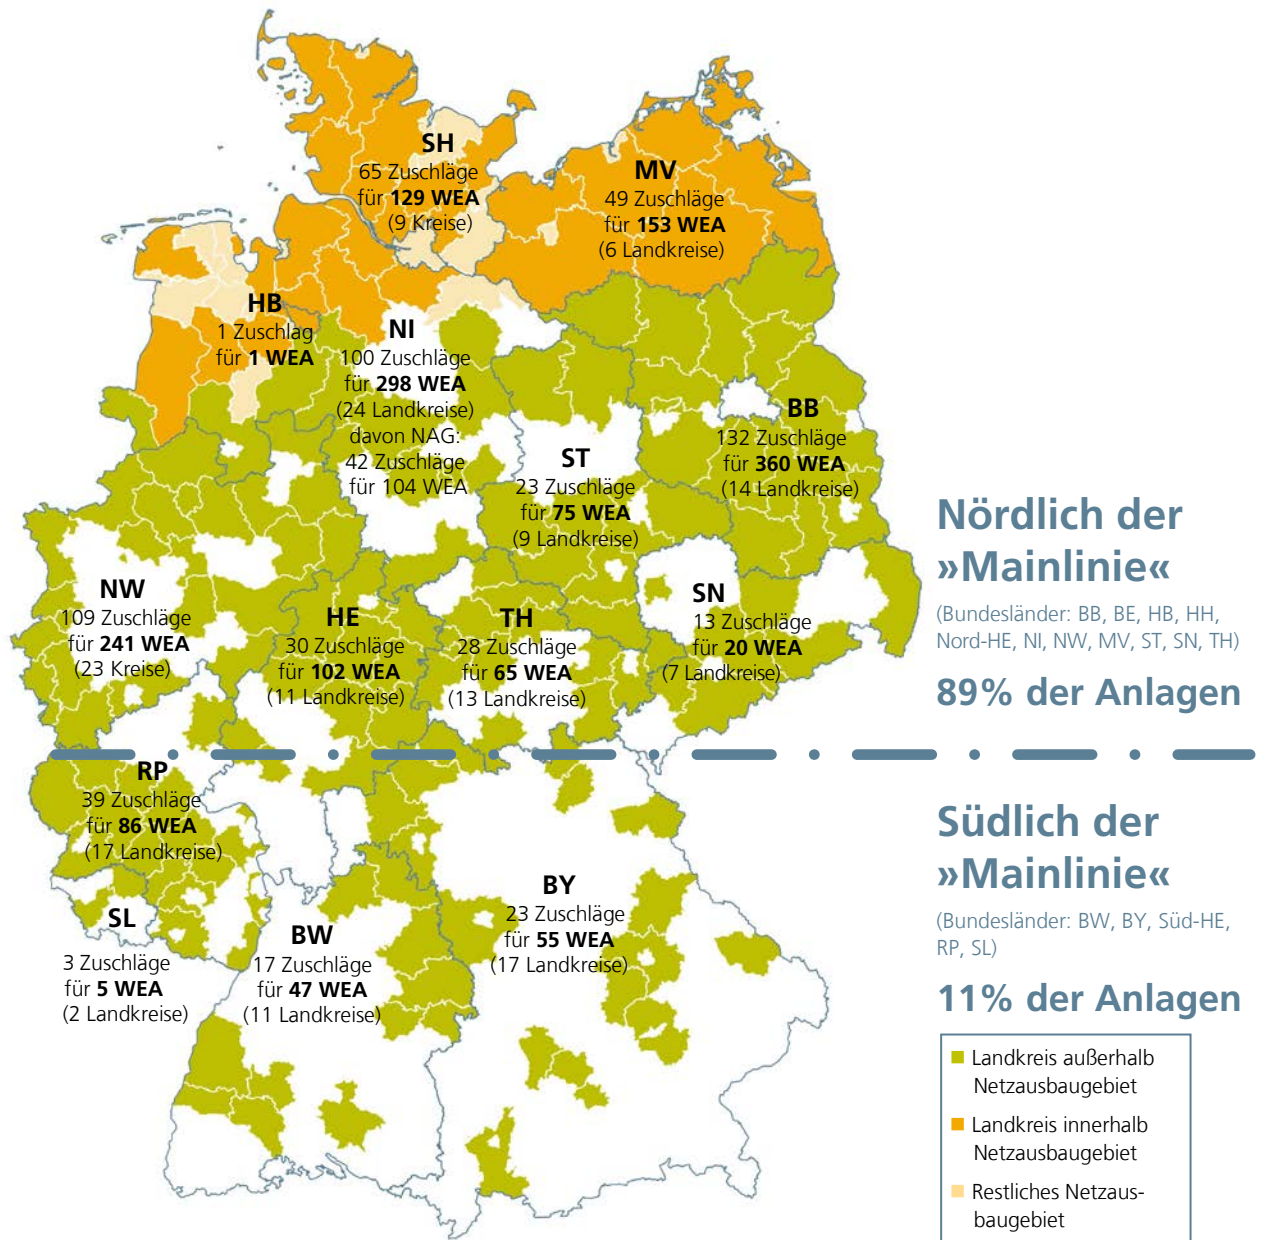 SH
65 Zuschläge
für 129 WEA
(9 Kreise)
MV
49 Zuschläge
für 153 WEA
(6 Landkreise)
HB
1 Zuschlag
für 1 WEA
NI
100 Zuschläge
für 298 WEA
(24 Landkreise)
davon NAG:
42 Zuschläge
für 104 WEA
BB
132 Zuschläge
für 360 WEA
(14 Landkreise)
ST
23 Zuschläge
für 75 WEA
(9 Landkreise)
NW
109 Zuschläge
für 241 WEA
(23 Kreise)
HE
30 Zuschläge
für 102 WEA
(11 Landkreise)
TH
28 Zuschläge
für 65 WEA
(13 Landkreise)
SN
13 Zuschläge
für 20 WEA
(7 Landkreise)
Nördlich der
»Mainlinie«
(Bundesländer: BB, BE, HB, HH,
Nord-HE, NI, NW, MV, ST, SN, TH)
89% der Anlagen
RP
39 Zuschläge
für 86 WEA
(17 Landkreise)
SL
3 Zuschläge
für 5 WEA
(2 Landkreise)
BW
17 Zuschläge
für 47 WEA
(11 Landkreise)
BY
23 Zuschläge
für 55 WEA
(17 Landkreise)
Südlich der
»Mainlinie«
(Bundesländer: BW, BY, Süd-HE,
RP, SL)
11% der Anlagen
Landkreis außerhalb
Netzausbaugebiet
Landkreis innerhalb
Netzausbaugebiet
Restliches Netzaus-
baugebiet